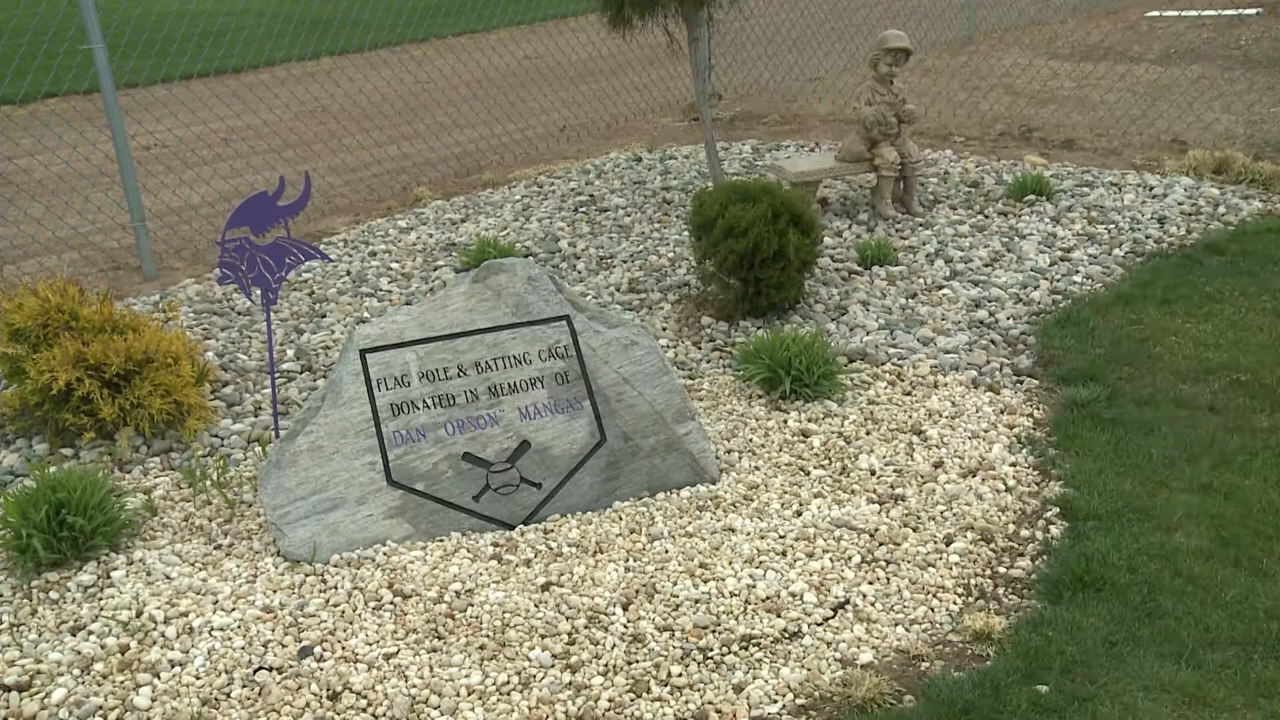 FLAG POLE & BATTING CAGE
DONATED IN MEMORY OF
DAN "ORSON" MANGAS